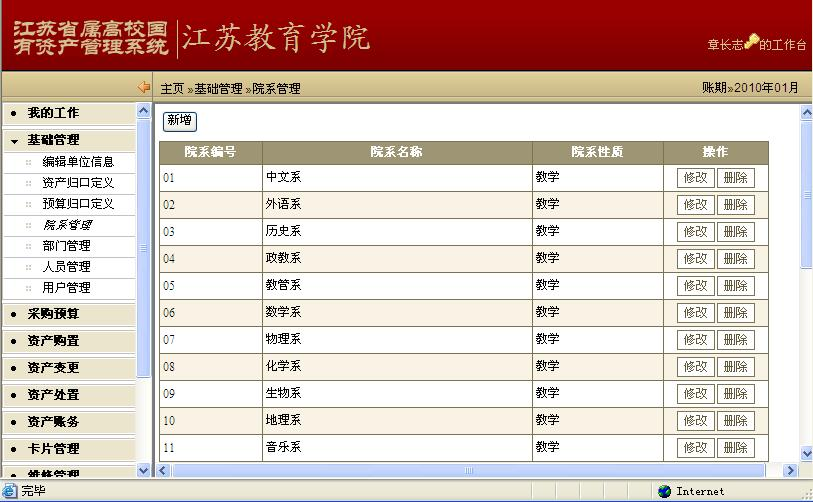 江苏省属高校国
有资产管理系统
江苏教育学院
章长志的工作台
主页 »基础管理 »院系管理
账期»2010年01月
我的工作
基础管理
编辑单位信息
资产归口定义
预算归口定义
院系管理
部门管理
人员管理
用户管理
采购预算
资产购置
资产变更
资产处置
资产账务
卡片管理
维修管理
新增
院系编号 院系名称 院系性质 操作
01 中文系 教学 修改 删除
02 外语系 教学 修改 删除
03 历史系 教学 修改 删除
04 政教系 教学 修改 删除
05 教管系 教学 修改 删除
06 数学系 教学 修改 删除
07 物理系 教学 修改 删除
08 化学系 教学 修改 删除
09 生物系 教学 修改 删除
10 地理系 教学 修改 删除
11 音乐系 教学 修改 删除
完毕
Internet